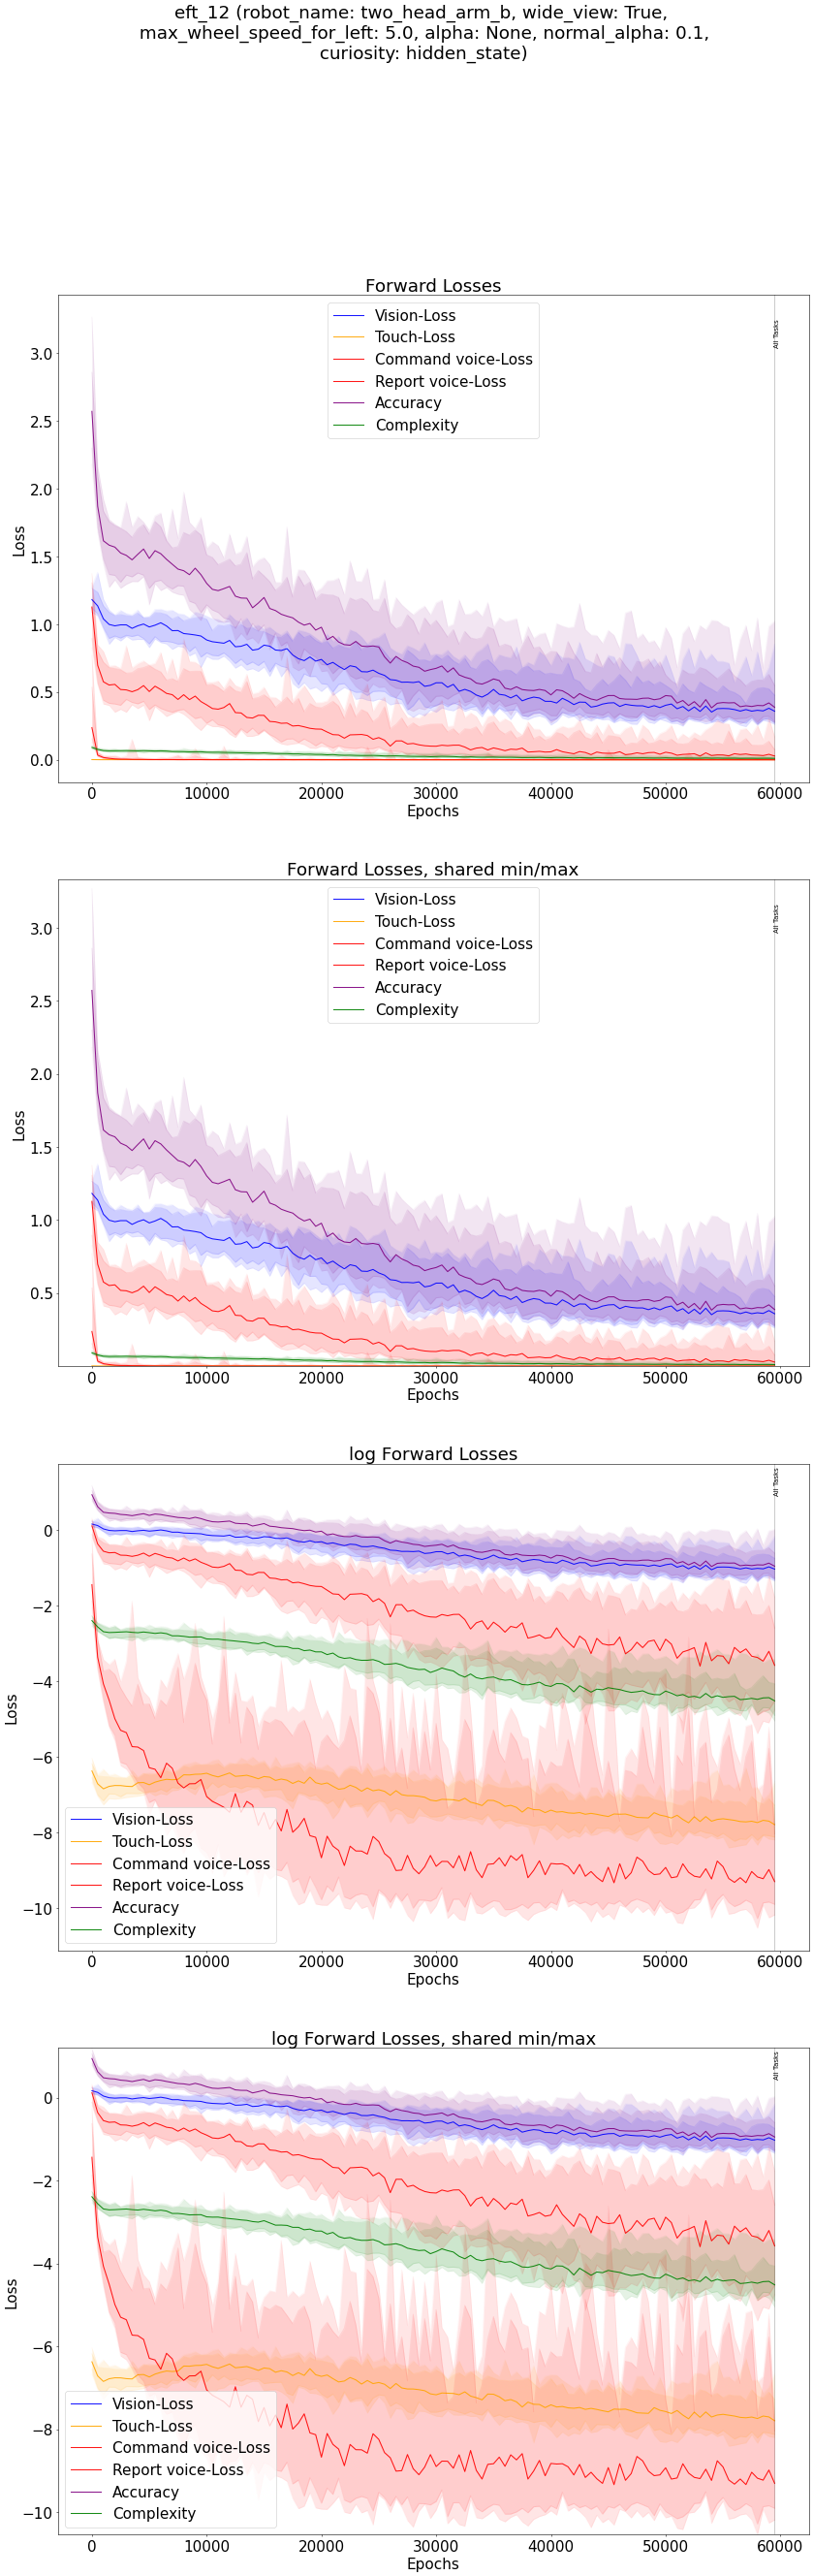 eft_12 (robot_name: two_head_arm_b, wide_view: True,
max_wheel_speed_for_left: 5.0, alpha: None, normal_alpha: 0.1,
curiosity: hidden_state)
Forward Losses
Vision-Loss
Touch-Loss
Command voice-Loss
Report voice-Loss
Accuracy
Complexity
All Tasks
3.0
2.5
2.0
1.5
1.0
0.5
0.0
Loss
0 10000 20000 30000 40000 50000 60000
Epochs
Forward Losses, shared min/max
Vision-Loss
Touch-Loss
Command voice-Loss
Report voice-Loss
Accuracy
Complexity
All Tasks
3.0
2.5
2.0
1.5
1.0
0.5
Loss
0 10000 20000 30000 40000 50000 60000
Epochs
log Forward Losses
All Tasks
0
−2
−4
−6
−8
−10
Loss
Vision-Loss
Touch-Loss
Command voice-Loss
Report voice-Loss
Accuracy
Complexity
0 10000 20000 30000 40000 50000 60000
Epochs
log Forward Losses, shared min/max
All Tasks
0
−2
−4
−6
−8
−10
Loss
Vision-Loss
Touch-Loss
Command voice-Loss
Report voice-Loss
Accuracy
Complexity
0 10000 20000 30000 40000 50000 60000
Epochs